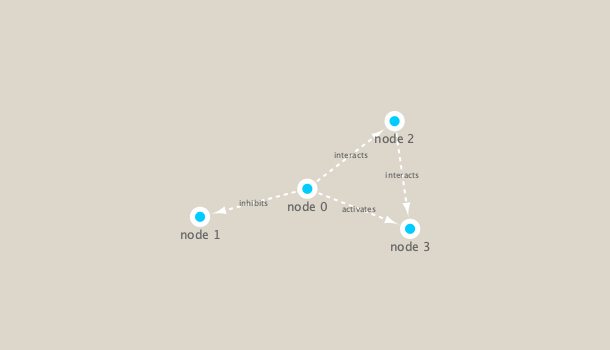 node 2
interacts
interacts
inhibits
node 0
activates
node 1
node 3